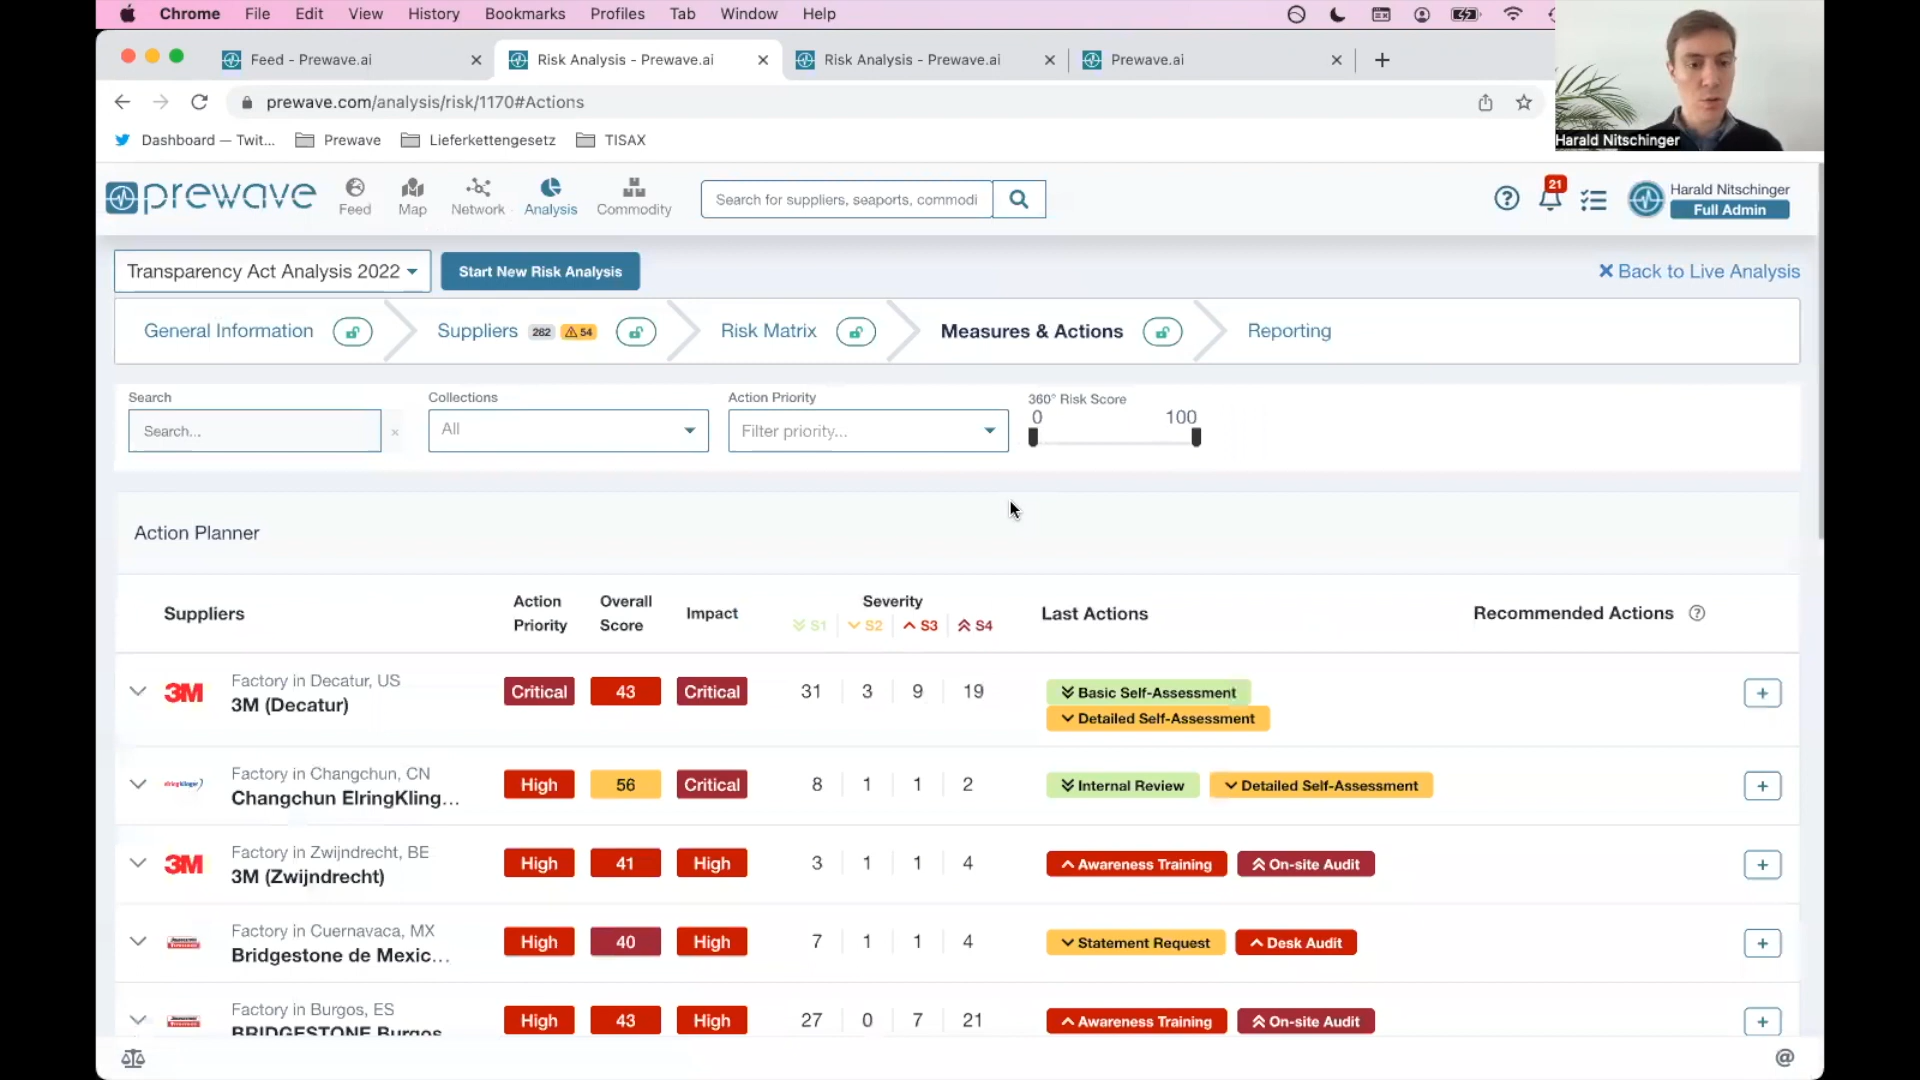 Chrome File Edit View History Bookmarks Profiles Tab Window Help
Feed - Prewave.ai
Risk Analysis - Prewave.ai
Risk Analysis - Prewave.ai
Prewave.ai
prewave.com/analysis/risk/1170#Actions
Dashboard — Twit... Prewave Lieferkettengesetz TISAX
Harald Nitschinger
prewave
Feed Map Network Analysis Commodity
Search for suppliers, seaports, commodi
21
Harald Nitschinger
Full Admin
Transparency Act Analysis 2022
Start New Risk Analysis
Back to Live Analysis
General Information
Suppliers 262 54
Risk Matrix
Measures & Actions
Reporting
Search
Search...
Collections
All
Action Priority
Filter priority...
360° Risk Score
0 100
Action Planner
Suppliers
Action Priority
Overall Score
Impact
Severity
S1 S2 S3 S4
Last Actions
Recommended Actions
3M
Factory in Decatur, US
3M (Decatur)
Critical 43 Critical 31 3 9 19
Basic Self-Assessment
Detailed Self-Assessment
elringklinger
Factory in Changchun, CN
Changchun ElringKling...
High 56 Critical 8 1 1 2
Internal Review Detailed Self-Assessment
3M
Factory in Zwijndrecht, BE
3M (Zwijndrecht)
High 41 High 3 1 1 4
Awareness Training On-site Audit
Factory in Cuernavaca, MX
Bridgestone de Mexic...
High 40 High 7 1 1 4
Statement Request Desk Audit
Factory in Burgos, ES
BRIDGESTONE Burgos
High 43 High 27 0 7 21
Awareness Training On-site Audit